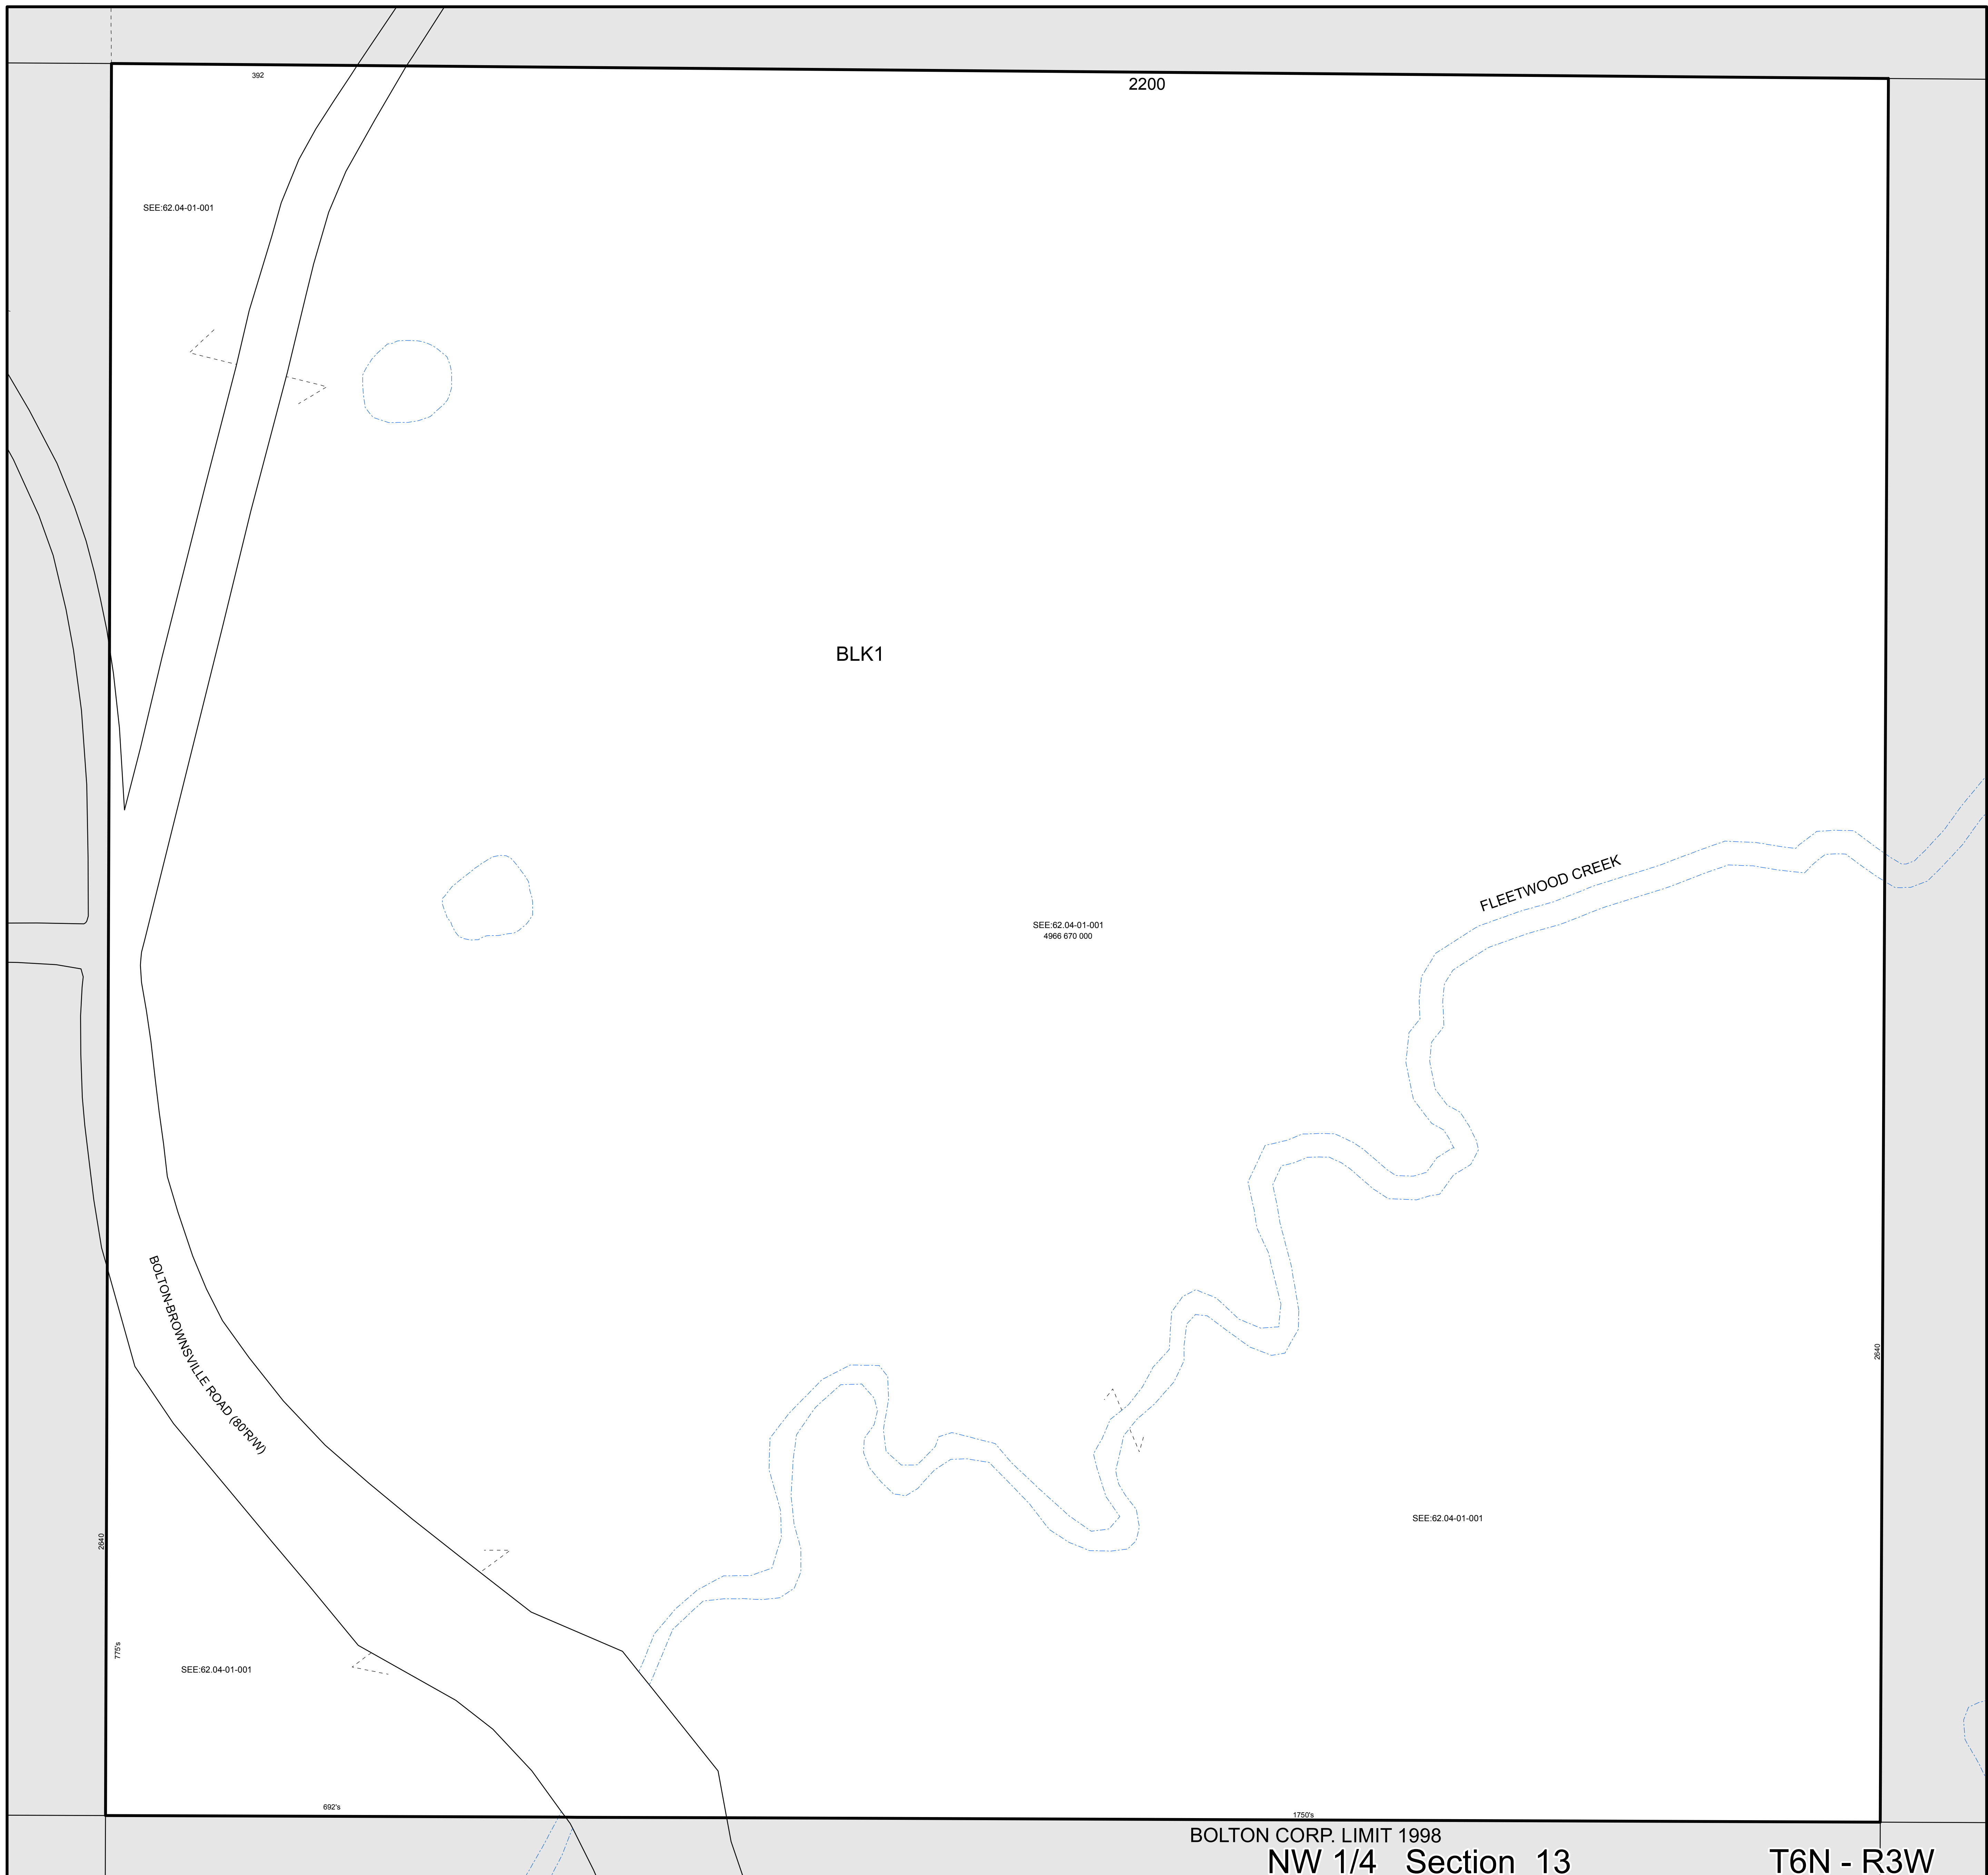 392
2200
SEE:62.04-01-001
BLK1
FLEETWOOD CREEK
SEE:62.04-01-001
4966 670 000
BOLTON-BROWNSVILLE ROAD (80'R/W)
2640
2640
SEE:62.04-01-001
775's
SEE:62.04-01-001
692's
1750's
BOLTON CORP. LIMIT 1998
NW 1/4 Section 13
T6N - R3W